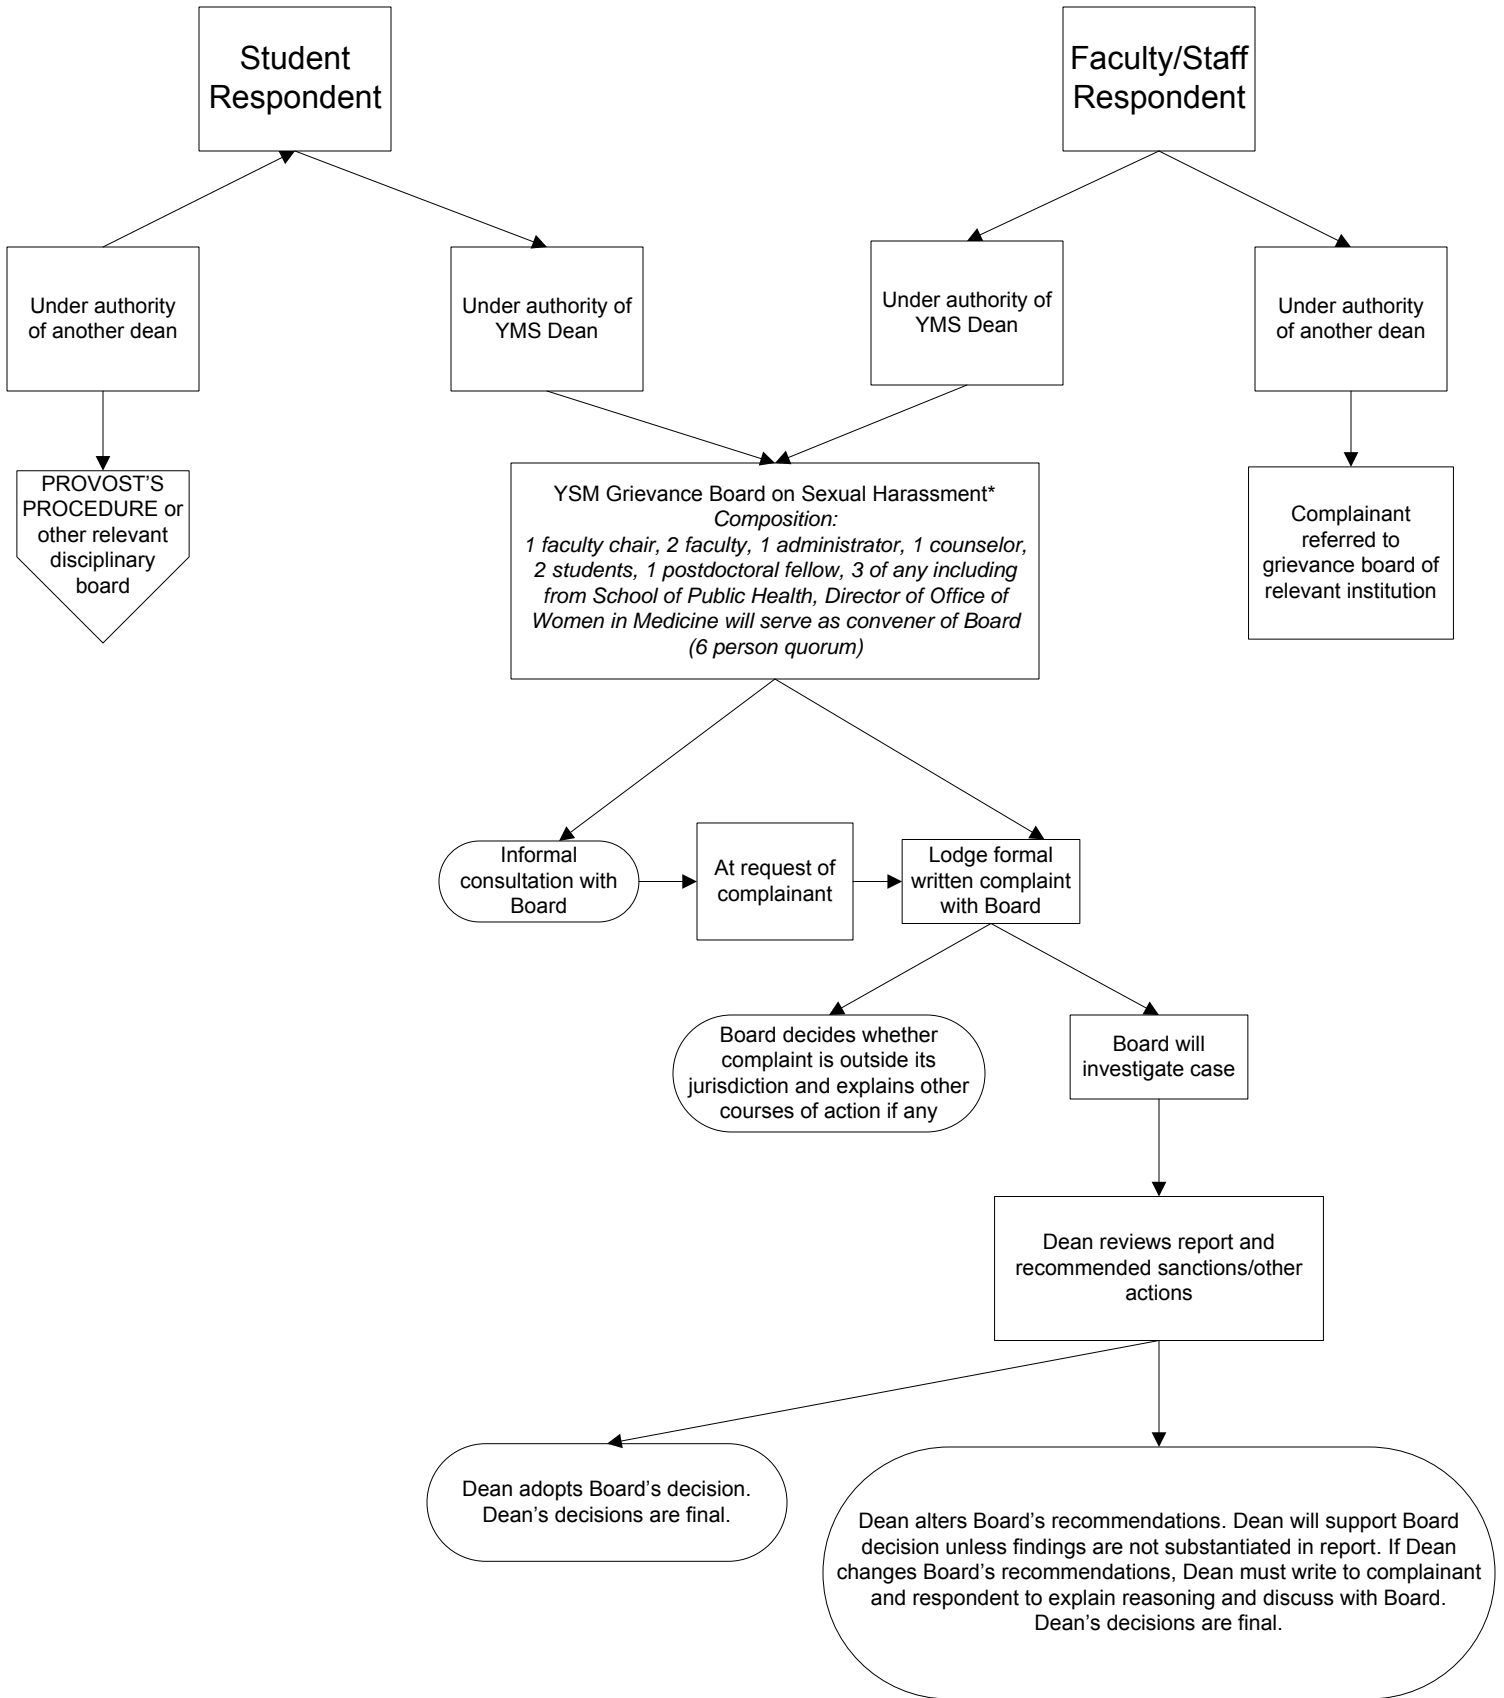 Student
Respondent
Faculty/Staff
Respondent
Under authority
of another dean
Under authority of
YMS Dean
Under authority of
YMS Dean
Under authority
of another dean
PROVOST'S
PROCEDURE or
other relevant
disciplinary
board
YSM Grievance Board on Sexual Harassment*
Composition:
1 faculty chair, 2 faculty, 1 administrator, 1 counselor,
2 students, 1 postdoctoral fellow, 3 of any including
from School of Public Health, Director of Office of
Women in Medicine will serve as convener of Board
(6 person quorum)
Complainant
referred to
grievance board of
relevant institution
Informal
consultation with
Board
At request of
complainant
Lodge formal
written complaint
with Board
Board decides whether
complaint is outside its
jurisdiction and explains other
courses of action if any
Board will
investigate case
Dean reviews report and
recommended sanctions/other
actions
Dean adopts Board's decision.
Dean's decisions are final.
Dean alters Board's recommendations. Dean will support Board
decision unless findings are not substantiated in report. If Dean
changes Board's recommendations, Dean must write to complainant
and respondent to explain reasoning and discuss with Board.
Dean's decisions are final.